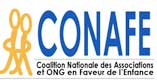 CONAFE
Coalition Nationale des Associations
et ONG en Faveur de l'Enfance